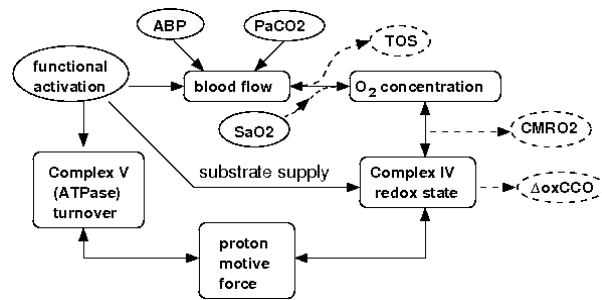 ABP
PaCO2
TOS
functional
activation
blood flow
O2 concentration
SaO2
CMRO2
Complex V
(ATPase)
turnover
substrate supply
Complex IV
redox state
ΔoxCCO
proton
motive
force